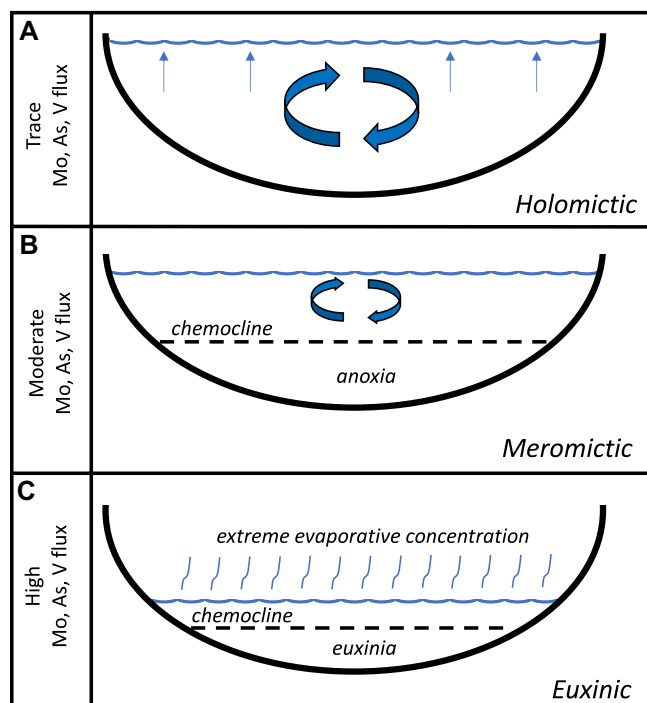 A
Trace
Mo, As, V flux
Holomictic
B
Moderate
Mo, As, V flux
chemocline
anoxia
Meromictic
C
High
Mo, As, V flux
extreme evaporative concentration
chemocline
euxinia
Euxinic